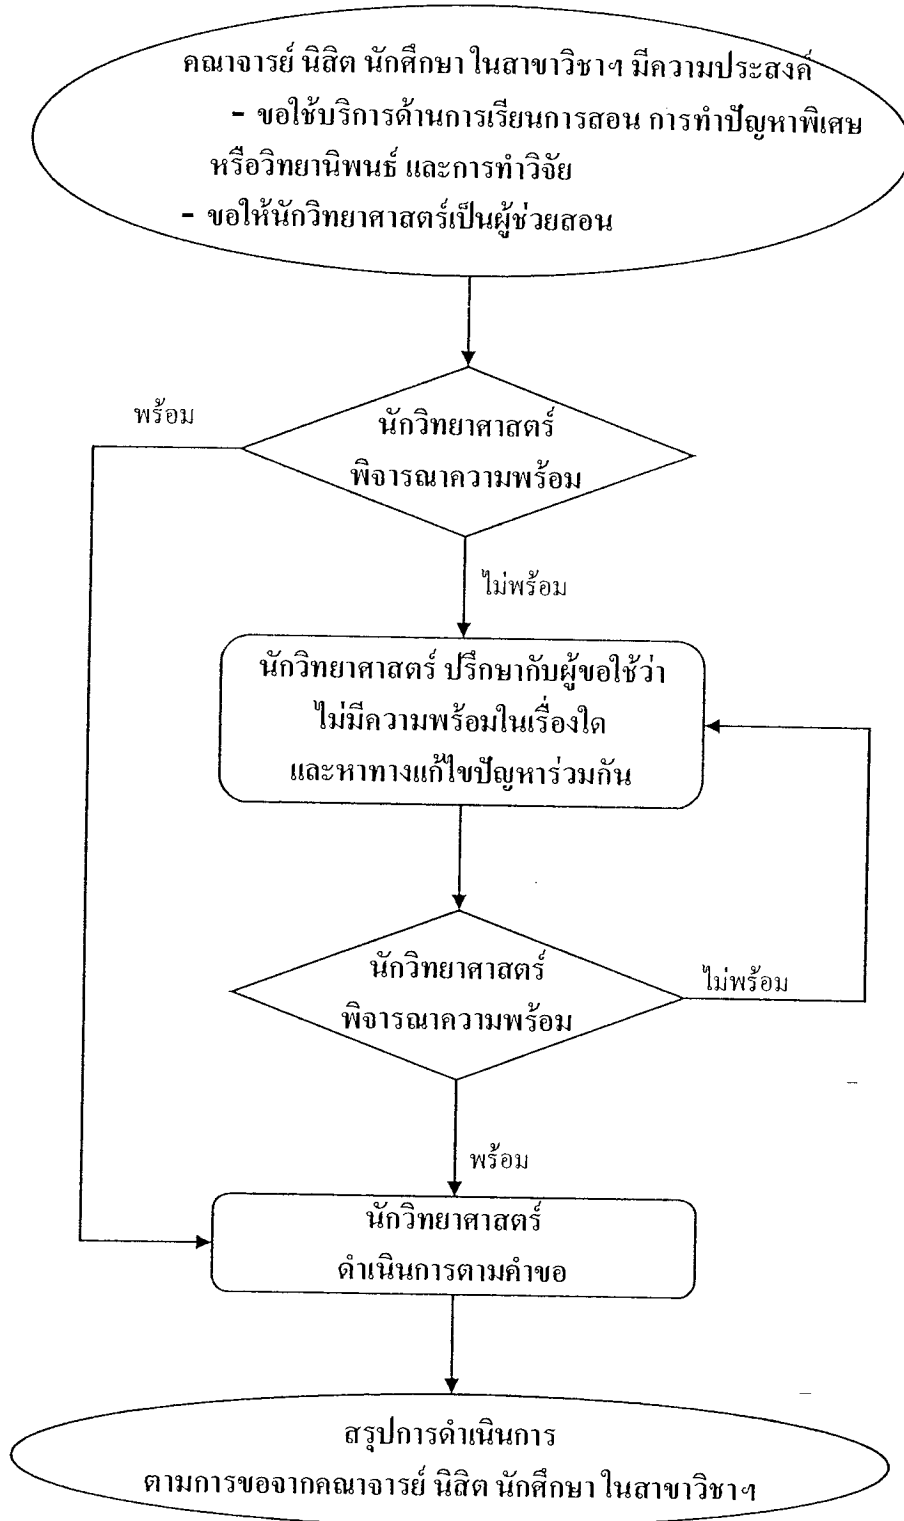 คณาจารย์ นิสิต นักศึกษา ในสาขาวิชาฯ มีความประสงค์
- ขอใช้บริการด้านการเรียนการสอน การทำปัญหาพิเศษ
หรือวิทยานิพนธ์ และการทำวิจัย
- ขอให้นักวิทยาศาสตร์เป็นผู้ช่วยสอน
พร้อม
นักวิทยาศาสตร์
พิจารณาความพร้อม
ไม่พร้อม
นักวิทยาศาสตร์ ปรึกษากับผู้ขอใช้ว่า
ไม่มีความพร้อมในเรื่องใด
และหาทางแก้ไขปัญหาร่วมกัน
นักวิทยาศาสตร์
พิจารณาความพร้อม
ไม่พร้อม
พร้อม
นักวิทยาศาสตร์
ดำเนินการตามคำขอ
สรุปการดำเนินการ
ตามการขอจากคณาจารย์ นิสิต นักศึกษา ในสาขาวิชาฯ